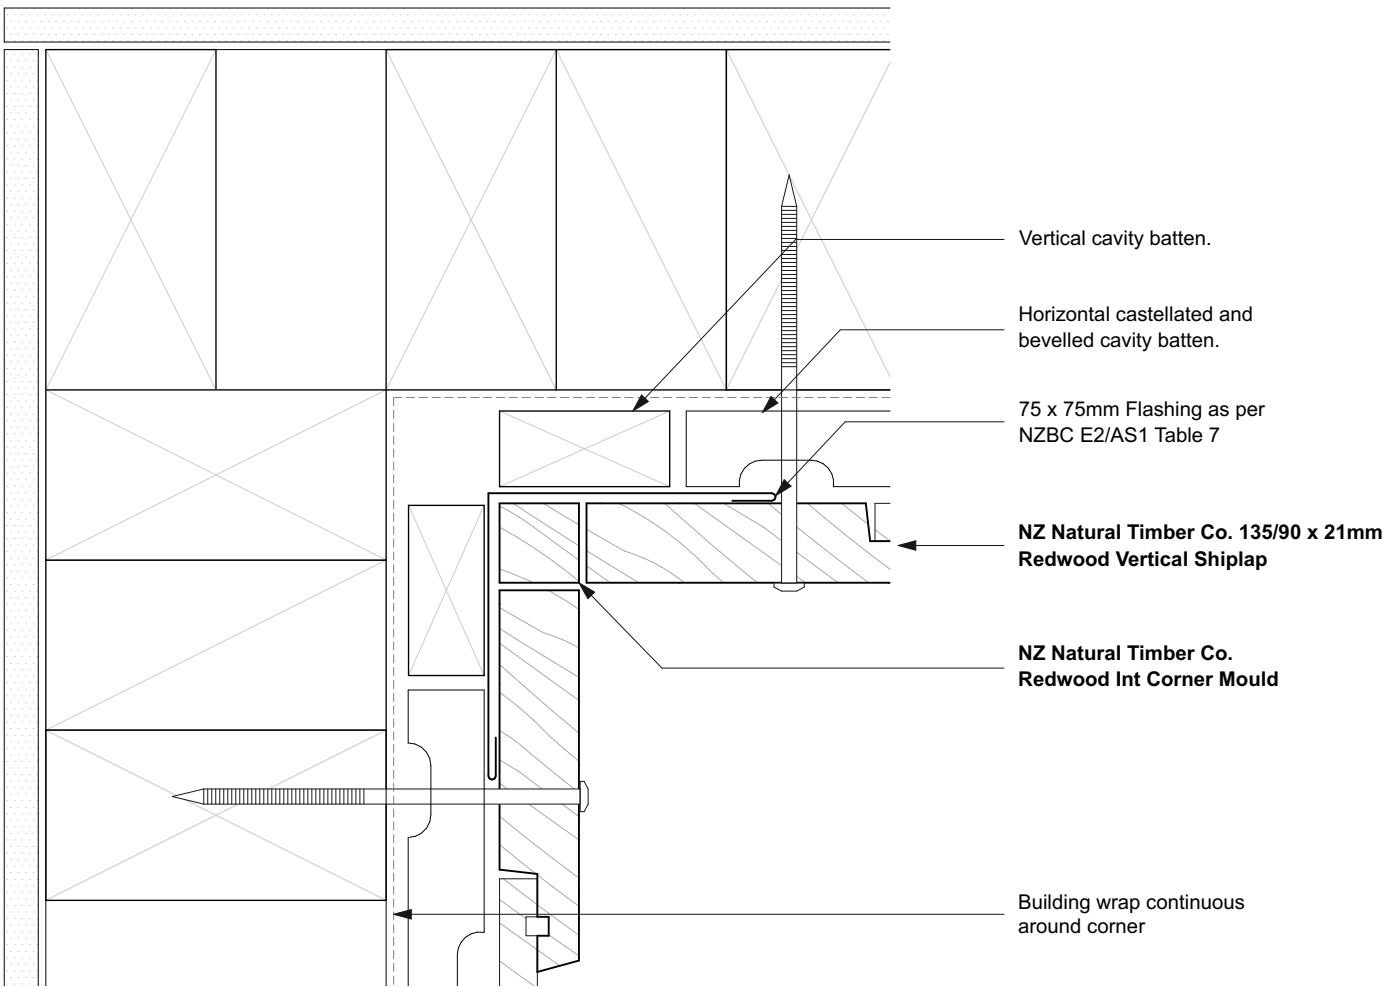 Vertical cavity batten.
Horizontal castellated and
bevelled cavity batten.
75 x 75mm Flashing as per
NZBC E2/AS1 Table 7
NZ Natural Timber Co. 135/90 x 21mm
Redwood Vertical Shiplap
NZ Natural Timber Co.
Redwood Int Corner Mould
Building wrap continuous
around corner